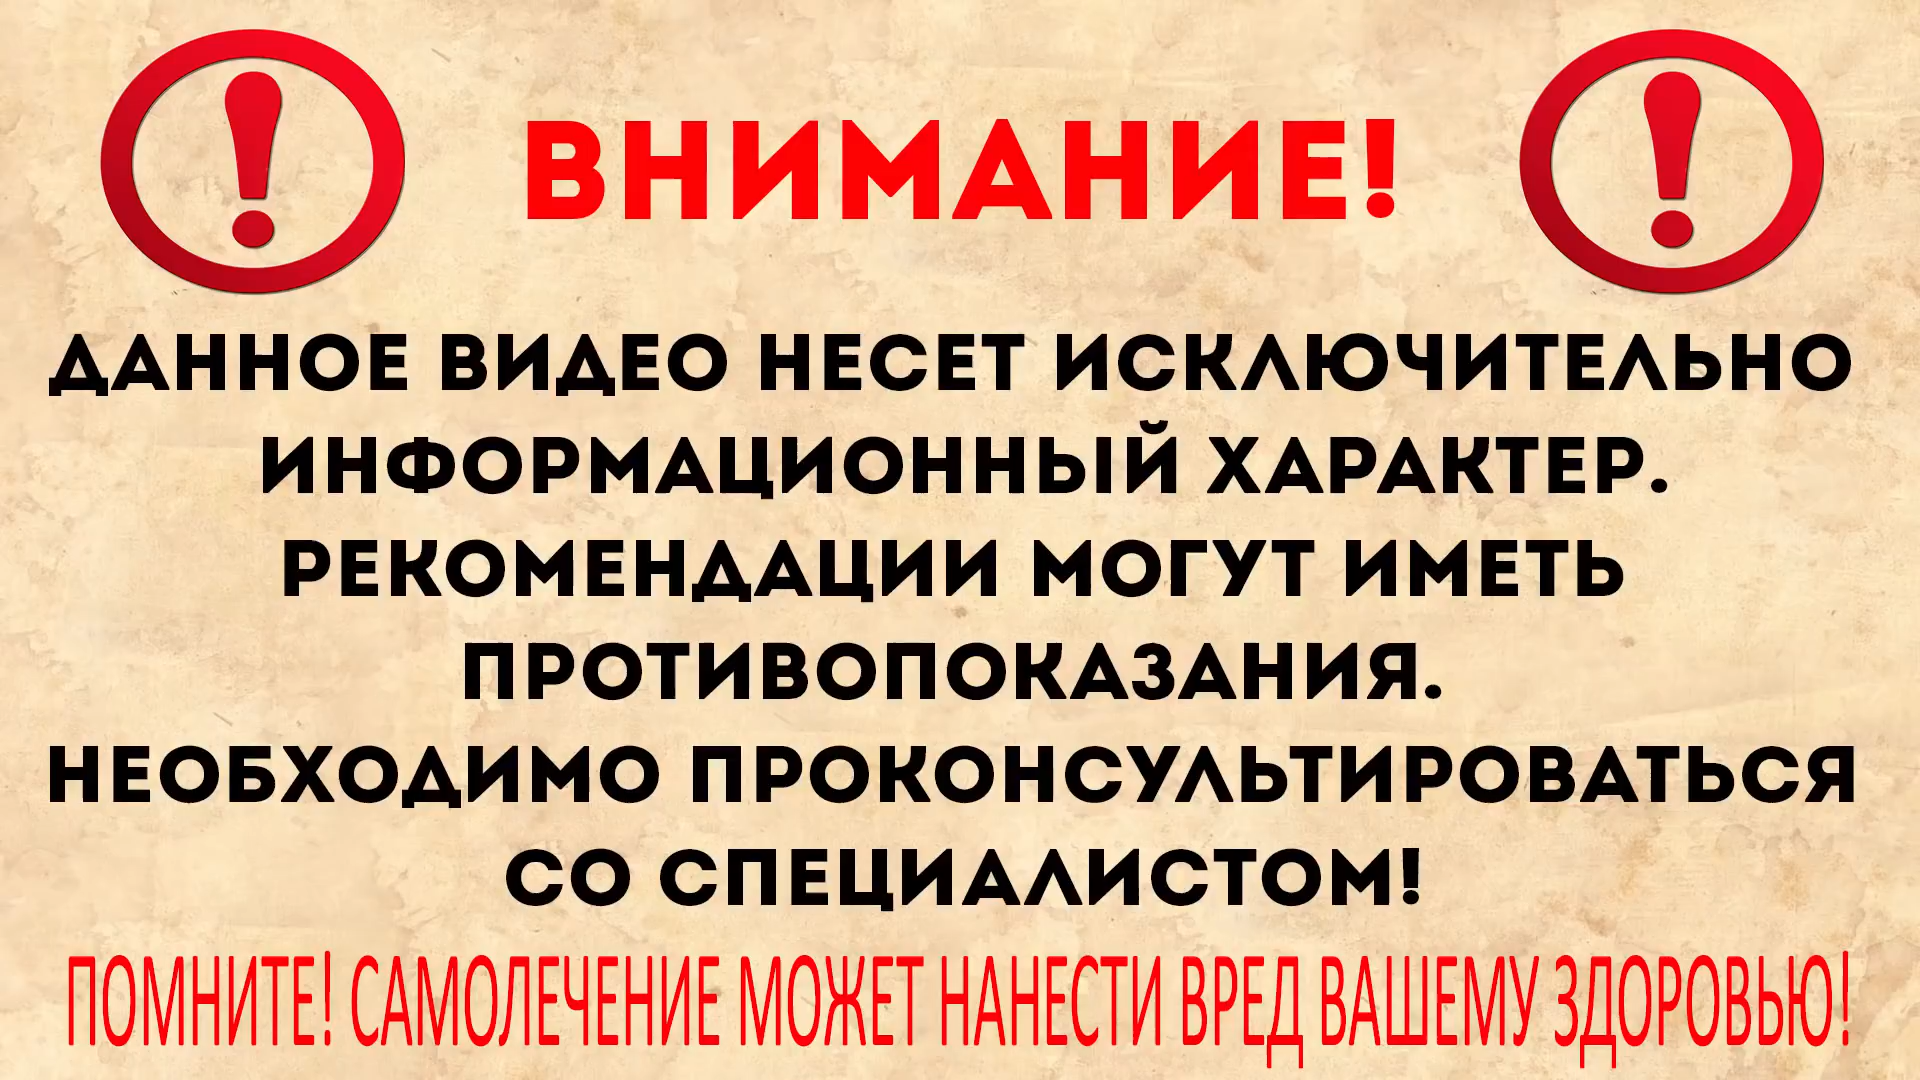 ВНИМАНИЕ!
ДАННОЕ ВИДЕО НЕСЕТ ИСКЛЮЧИТЕЛЬНО
ИНФОРМАЦИОННЫЙ ХАРАКТЕР.
РЕКОМЕНДАЦИИ МОГУТ ИМЕТЬ
ПРОТИВОПОКАЗАНИЯ.
НЕОБХОДИМО ПРОКОНСУЛЬТИРОВАТЬСЯ
СО СПЕЦИАЛИСТОМ!
ПОМНИТЕ! САМОЛЕЧЕНИЕ МОЖЕТ НАНЕСТИ ВРЕД ВАШЕМУ ЗДОРОВЬЮ!